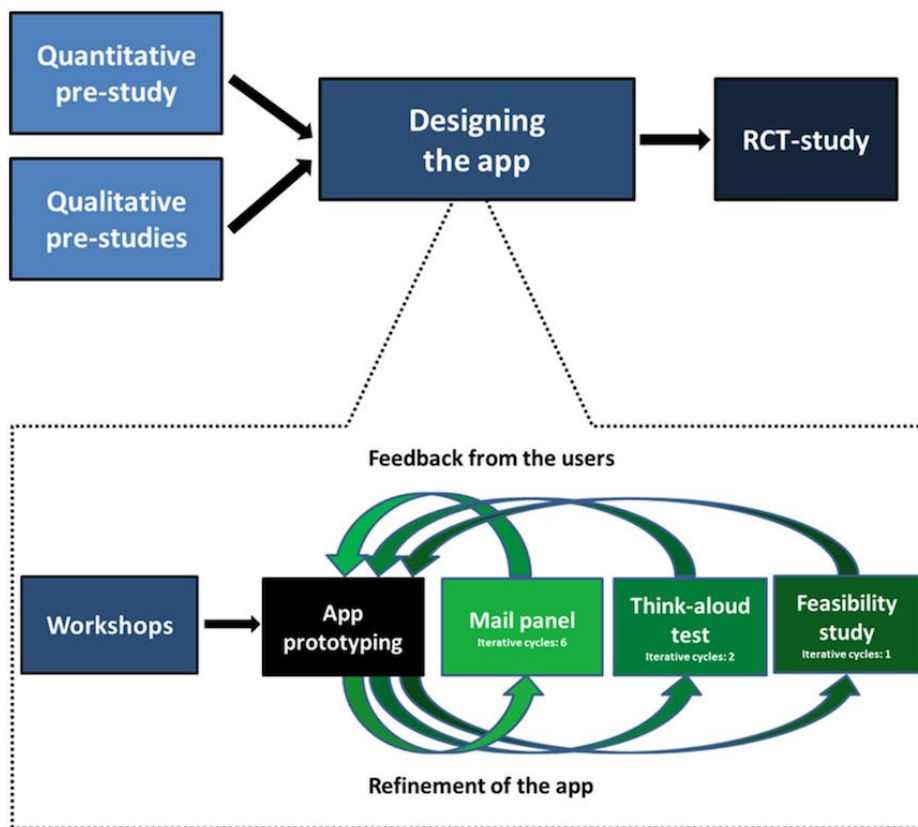 Quantitative
pre-study
Qualitative
pre-studies
Designing
the app
RCT-study
Feedback from the users
Workshops
App
prototyping
Mail panel
Iterative cycles: 6
Think-aloud
test
Iterative cycles: 2
Feasibility
study
Iterative cycles: 1
Refinement of the app